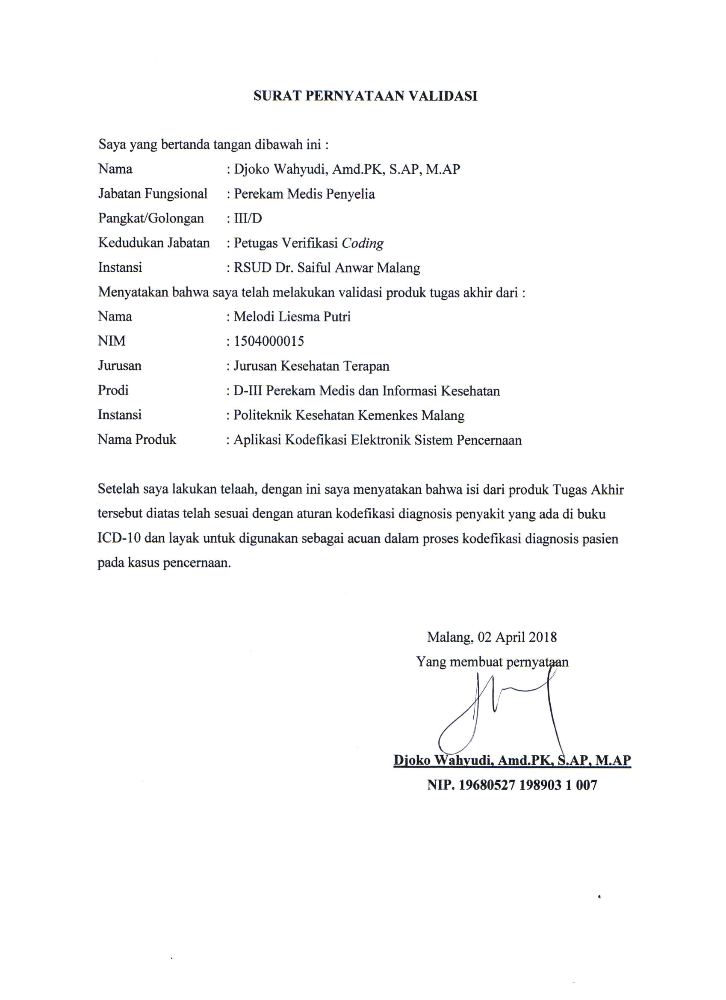 SURAT PERNYATAAN VALIDASI
Saya yang bertanda tangan dibawah ini :
Nama : Djoko Wahyudi, Amd.PK, S.AP, M.AP
Jabatan Fungsional : Perekam Medis Penyelia
Pangkat/Golongan : III/D
Kedudukan Jabatan : Petugas Verifikasi Coding
Instansi : RSUD Dr. Saiful Anwar Malang
Menyatakan bahwa saya telah melakukan validasi produk tugas akhir dari :
Nama : Melodi Liesma Putri
NIM : 1504000015
Jurusan : Jurusan Kesehatan Terapan
Prodi : D-III Perekam Medis dan Informasi Kesehatan
Instansi : Politeknik Kesehatan Kemenkes Malang
Nama Produk : Aplikasi Kodefikasi Elektronik Sistem Pencernaan
Setelah saya lakukan telaah, dengan ini saya menyatakan bahwa isi dari produk Tugas Akhir
tersebut diatas telah sesuai dengan aturan kodefikasi diagnosis penyakit yang ada di buku
ICD-10 dan layak untuk digunakan sebagai acuan dalam proses kodefikasi diagnosis pasien
pada kasus pencernaan.
Malang, 02 April 2018
Yang membuat pernyataan
Djoko Wahyudi, Amd.PK, S.AP, M.AP
NIP. 19680527 198903 1 007